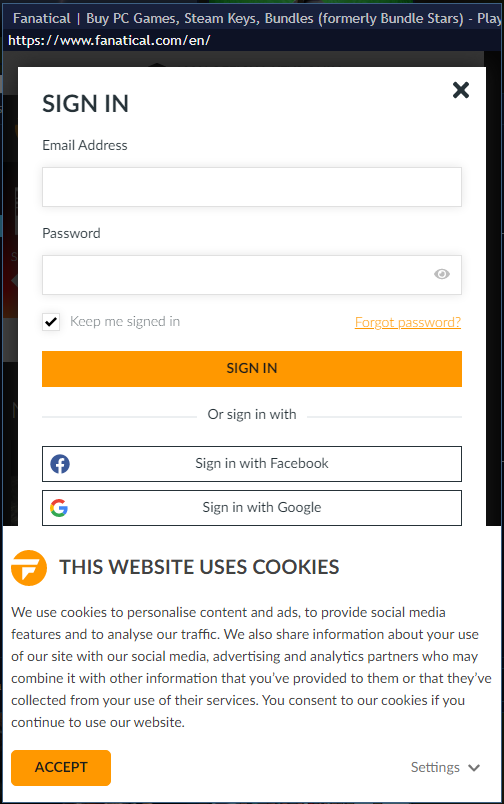 Fanatical | Buy PC Games, Steam Keys, Bundles (formerly Bundle Stars) - Play
https://www.fanatical.com/en/
SIGN IN
Email Address
Password
Keep me signed in
Forgot password?
SIGN IN
Or sign in with
Sign in with Facebook
Sign in with Google
THIS WEBSITE USES COOKIES
We use cookies to personalise content and ads, to provide social media
features and to analyse our traffic. We also share information about your use
of our site with our social media, advertising and analytics partners who may
combine it with other information that you've provided to them or that they've
collected from your use of their services. You consent to our cookies if you
continue to use our website.
ACCEPT
Settings